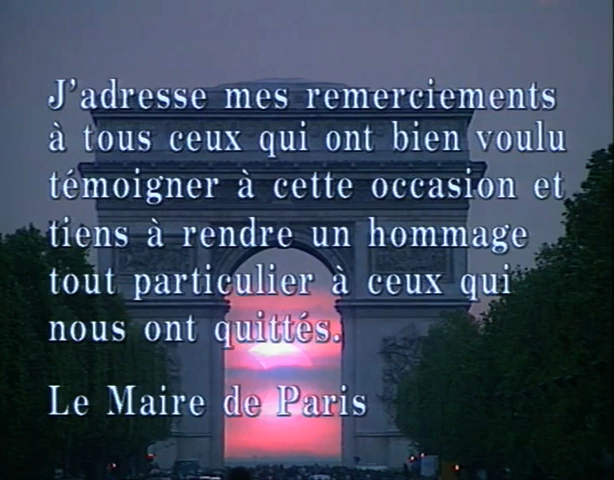 J'adresse mes remerciements
à tous ceux qui ont bien voulu
témoigner à cette occasion et
tiens à rendre un hommage
tout particulier à ceux qui
nous ont quittés.
Le Maire de Paris